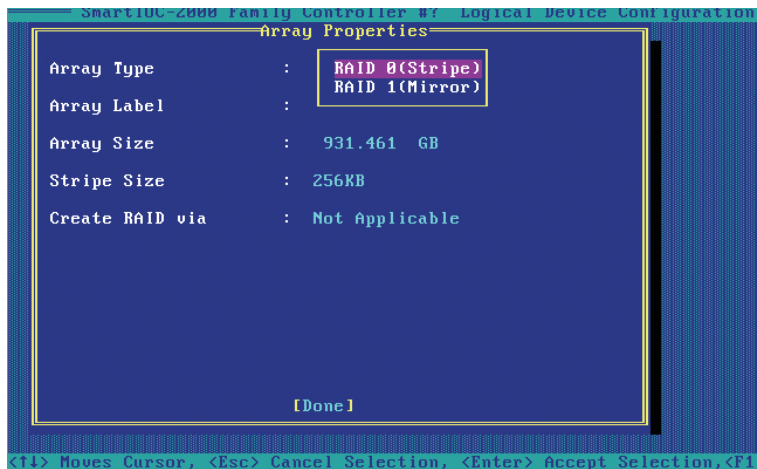 SmartIOC-2000 Family Controller #? Logical Device Configuration
Array Properties
Array Type : RAID 0(Stripe)
RAID 1(Mirror)
Array Label :
Array Size : 931.461 GB
Stripe Size : 256KB
Create RAID via : Not Applicable
[Done]
<↑↓> Moves Cursor, <Esc> Cancel Selection, <Enter> Accept Selection,<F1